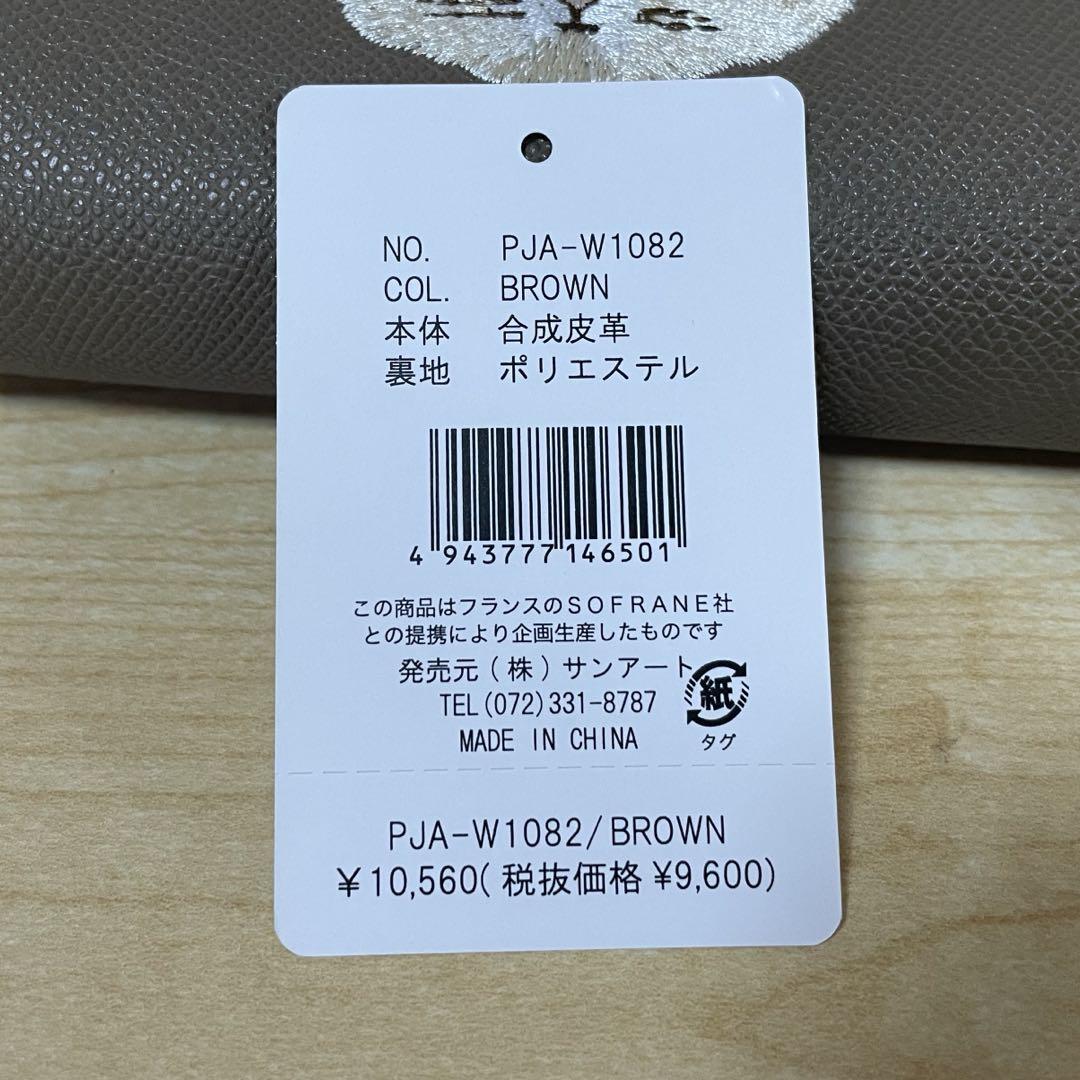 NO. PJA-W1082
COL. BROWN
本体 合成皮革
裏地 ポリエステル
4 943777 146501
この商品はフランスのＳＯＦＲＡＮＥ社
との提携により企画生産したものです
発売元(株)サンアート
TEL(072)331-8787
MADE IN CHINA
紙
タグ
PJA-W1082/BROWN
¥10,560(税抜価格 ¥9,600)